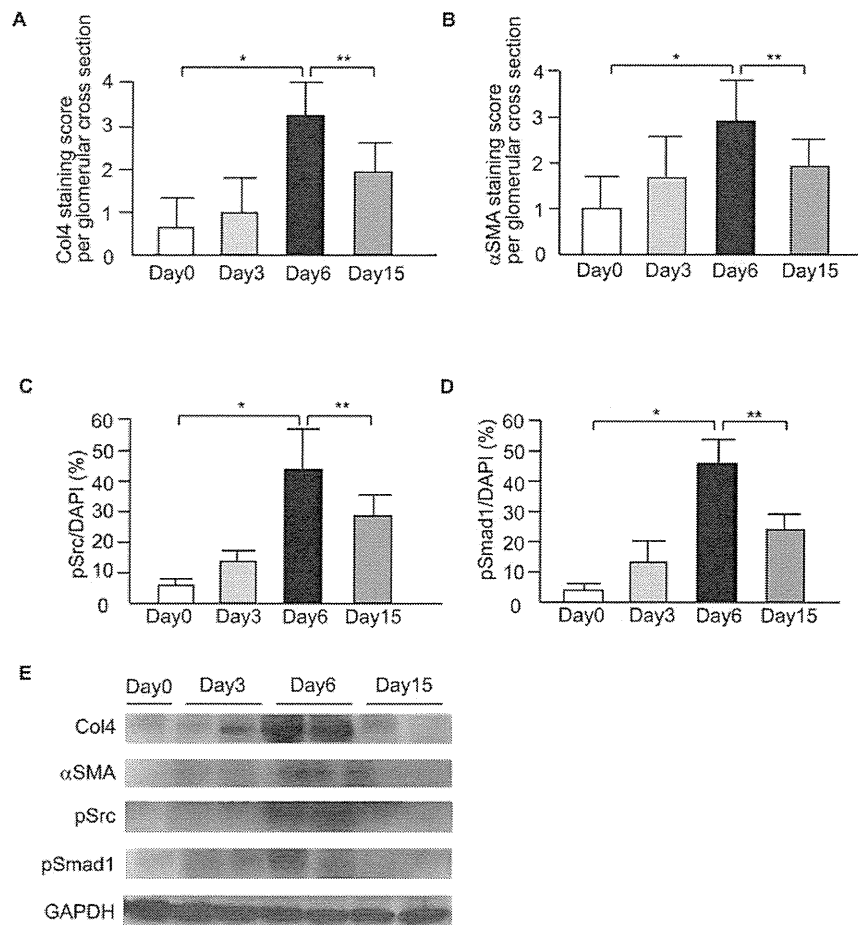 A
Col4 staining score
per glomerular cross section
4
3
2
1
0
* **
Day0 Day3 Day6 Day15
B
αSMA staining score
per glomerular cross section
4
3
2
1
0
* **
Day0 Day3 Day6 Day15
C
pSrc/DAPI (%)
60
50
40
30
20
10
0
* **
Day0 Day3 Day6 Day15
D
pSmad1/DAPI (%)
60
50
40
30
20
10
0
* **
Day0 Day3 Day6 Day15
E
Day0 Day3 Day6 Day15
Col4
αSMA
pSrc
pSmad1
GAPDH